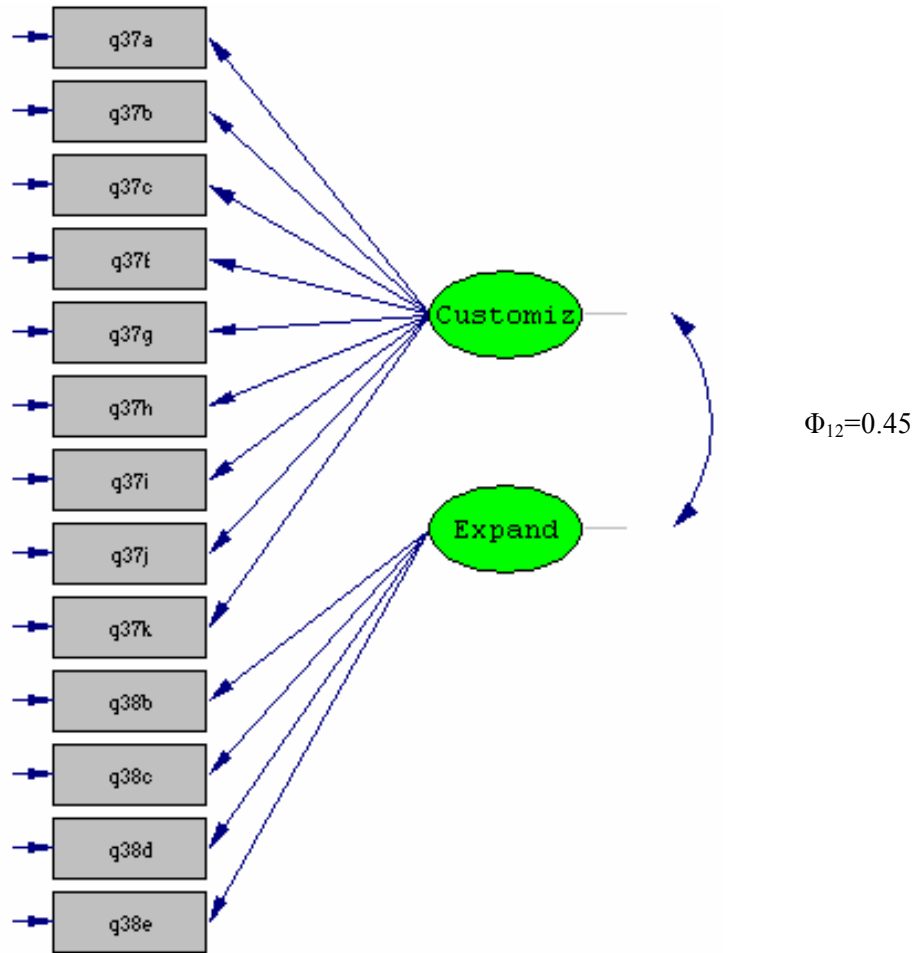 q37a
q37b
q37c
q37f
q37g
q37h
q37i
q37j
q37k
q38b
q38c
q38d
q38e
Customiz
Expand
Φ₁₂=0.45